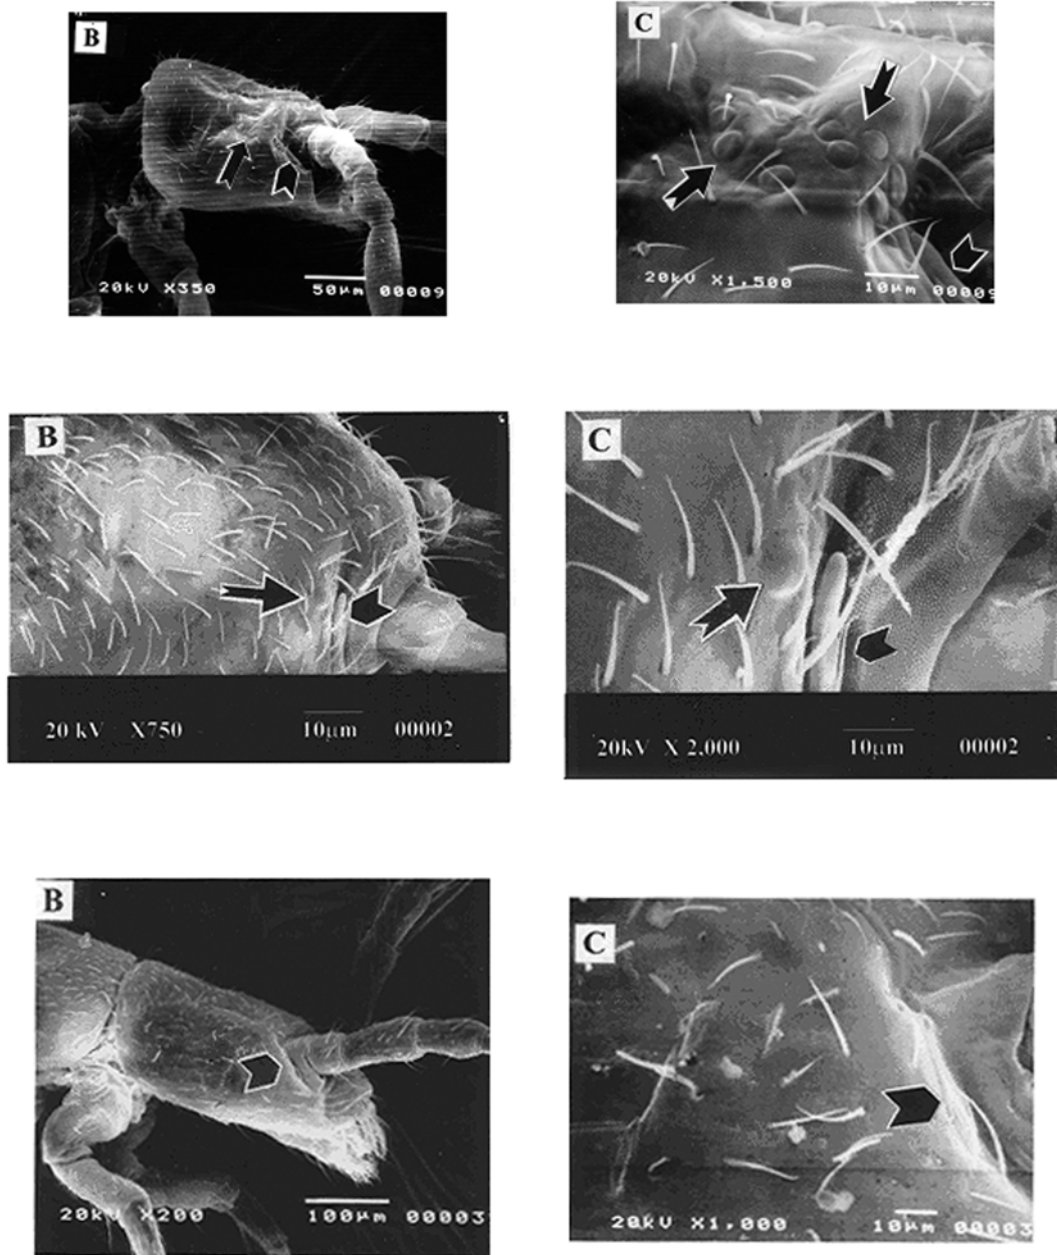 B
20kV X350 50µm 00009
C
20kV X1,500 10µm 00009
B
20 kV X750 10µm 00002
C
20kV X 2,000 10µm 00002
B
20kV X200 100µm 00003
C
20kV X1,000 10µm 00003